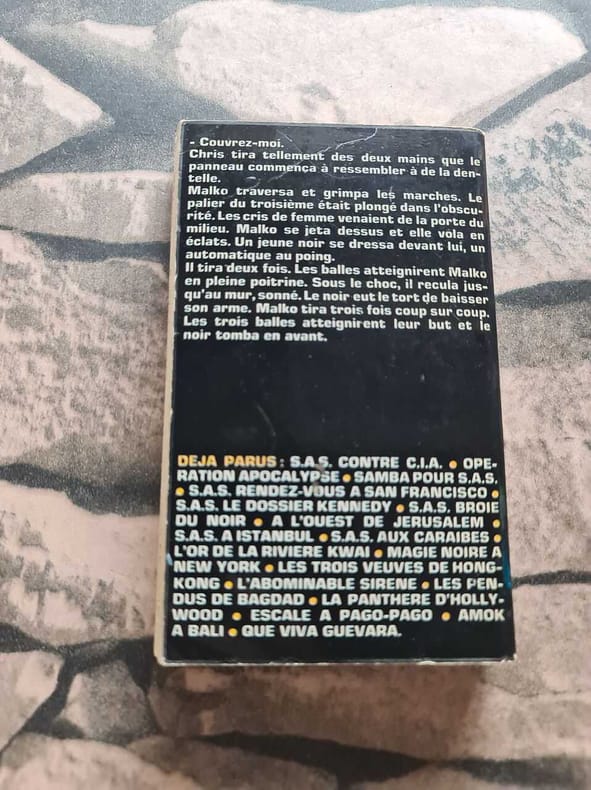 - Couvrez-moi.
Chris tira tellement des deux mains que le
panneau commença à ressembler à de la den-
telle.
Malko traversa et grimpa les marches. Le
palier du troisième était plongé dans l'obscu-
rité. Les cris de femme venaient de la porte du
milieu. Malko se jeta dessus et elle vola en
éclats. Un jeune noir se dressa devant lui, un
automatique au poing.
Il tira deux fois. Les balles atteignirent Malko
en pleine poitrine. Sous le choc, il recula jus-
qu'au mur, sonné. Le noir eut le tort de baisser
son arme. Malko tira trois fois coup sur coup.
Les trois balles atteignirent leur but et le
noir tomba en avant.
DEJA PARUS : S.A.S. CONTRE C.I.A. • OPE-
RATION APOCALYPSE • SAMBA POUR S.A.S.
• S.A.S. RENDEZ-VOUS A SAN FRANCISCO •
S.A.S. LE DOSSIER KENNEDY • S.A.S. BROIE
DU NOIR • A L'OUEST DE JERUSALEM •
S.A.S. A ISTANBUL • S.A.S. AUX CARAIBES •
L'OR DE LA RIVIERE KWAI • MAGIE NOIRE A
NEW YORK • LES TROIS VEUVES DE HONG-
KONG • L'ABOMINABLE SIRENE • LES PEN-
DUS DE BAGDAD • LA PANTHERE D'HOLLY-
WOOD • ESCALE A PAGO-PAGO • AMOK
A BALI • QUE VIVA GUEVARA.